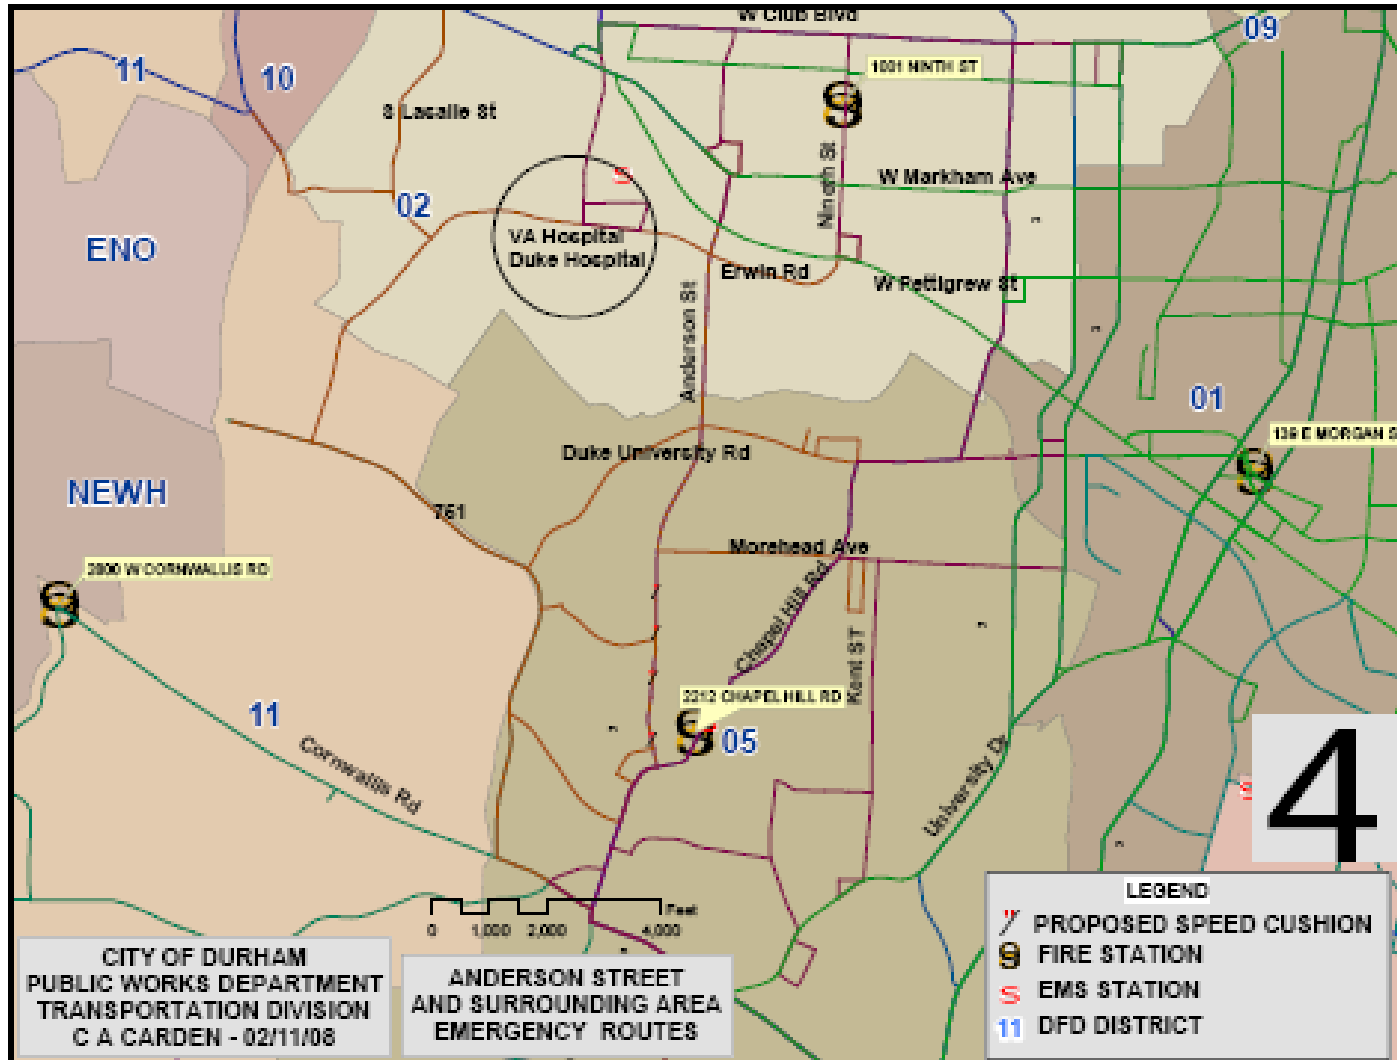 W Club Blvd
09
11
10
1001 NINTH ST
S Lasalle St
Nineth St
W Markham Ave
02
ENO
VA Hospital
Duke Hospital
Erwin Rd
W Pettigrew St
Anderson St
01
139 E MORGAN S
Duke University Rd
NEWH
751
Morehead Ave
2800 W CORNWALLIS RD
Chapel Hill Rd
Kent ST
2212 CHAPEL HILL RD
05
11
Cornwallis Rd
University Dr
4
Feet
0 1,000 2,000 4,000
CITY OF DURHAM
PUBLIC WORKS DEPARTMENT
TRANSPORTATION DIVISION
C A CARDEN - 02/11/08
ANDERSON STREET
AND SURROUNDING AREA
EMERGENCY ROUTES
LEGEND
PROPOSED SPEED CUSHION
FIRE STATION
EMS STATION
11 DFD DISTRICT